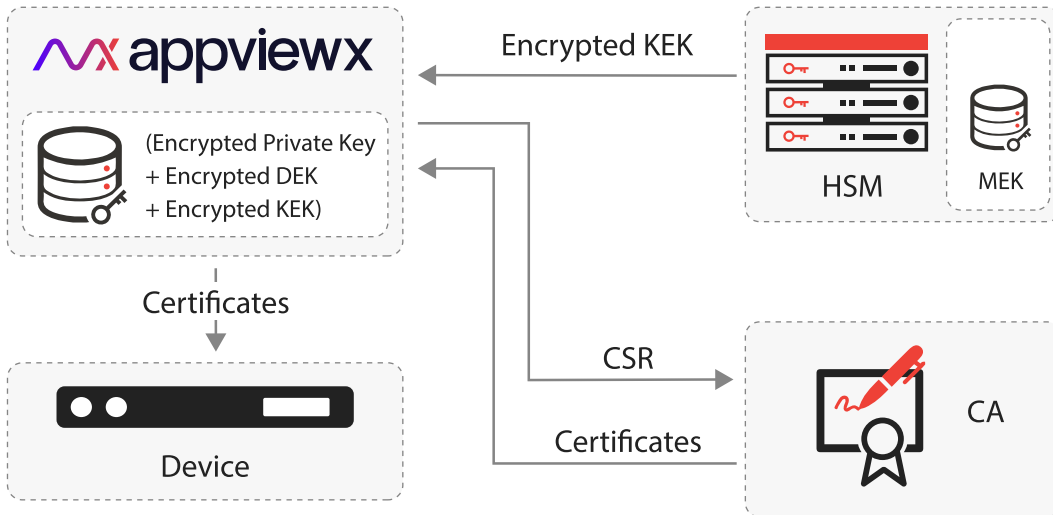 appviewx
(Encrypted Private Key
+ Encrypted DEK
+ Encrypted KEK)
Encrypted KEK
HSM
MEK
Certificates
Device
CSR
Certificates
CA